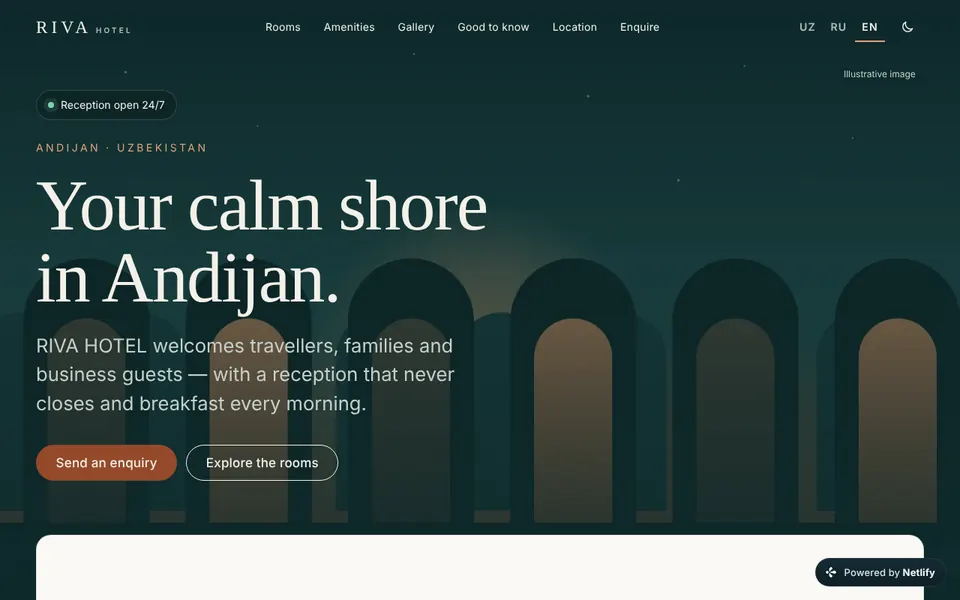 RIVA HOTEL
Rooms Amenities Gallery Good to know Location Enquire
UZ RU EN
Illustrative image
Reception open 24/7
ANDIJAN · UZBEKISTAN
Your calm shore
in Andijan.
RIVA HOTEL welcomes travellers, families and
business guests — with a reception that never
closes and breakfast every morning.
Send an enquiry
Explore the rooms
Powered by Netlify